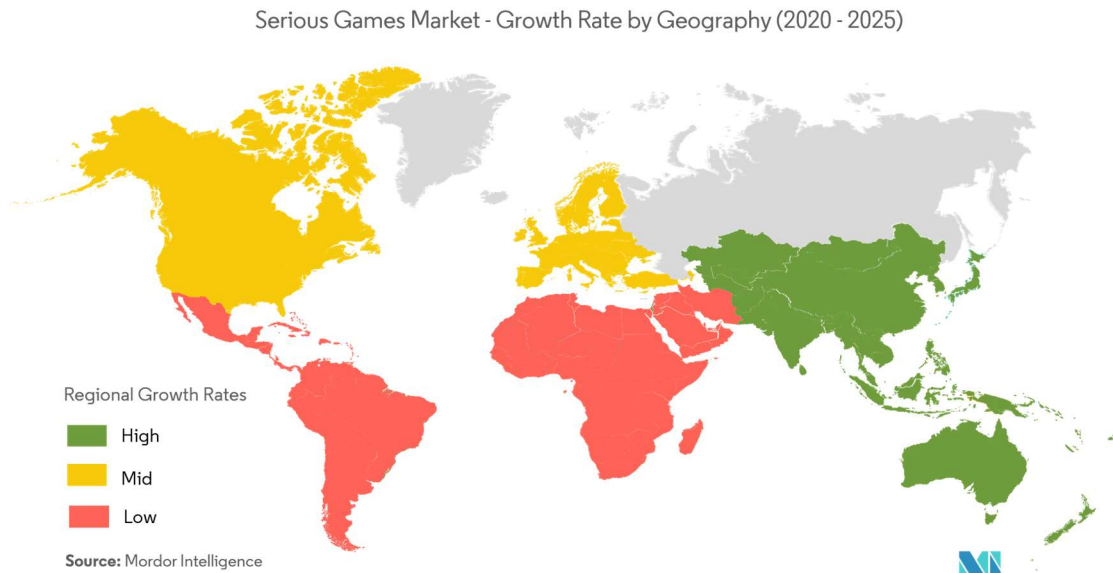 Serious Games Market - Growth Rate by Geography (2020 - 2025)
Regional Growth Rates
High
Mid
Low
Source: Mordor Intelligence